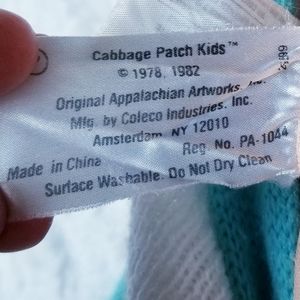 Cabbage Patch Kids™
© 1978, 1982
Original Appalachian Artworks,
Mfg. by Coleco Industries, Inc.
Amsterdam, NY 12010
Reg. No. PA-1044
Made in China
Surface Washable. Do Not Dry Clean